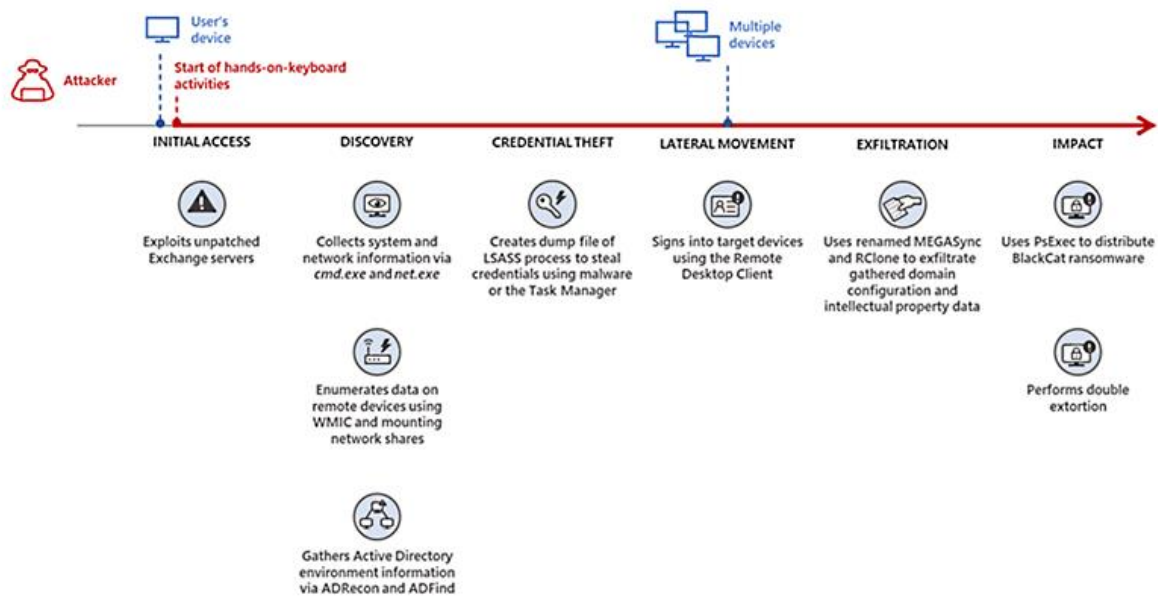 User's
device
Multiple
devices
Attacker
Start of hands-on-keyboard
activities
INITIAL ACCESS
DISCOVERY
CREDENTIAL THEFT
LATERAL MOVEMENT
EXFILTRATION
IMPACT
Exploits unpatched
Exchange servers
Collects system and
network information via
cmd.exe and net.exe
Creates dump file of
LSASS process to steal
credentials using malware
or the Task Manager
Signs into target devices
using the Remote
Desktop Client
Uses renamed MEGASync
and RClone to exfiltrate
gathered domain
configuration and
intellectual property data
Uses PsExec to distribute
BlackCat ransomware
Enumerates data on
remote devices using
WMIC and mounting
network shares
Performs double
extortion
Gathers Active Directory
environment information
via ADRecon and ADFind